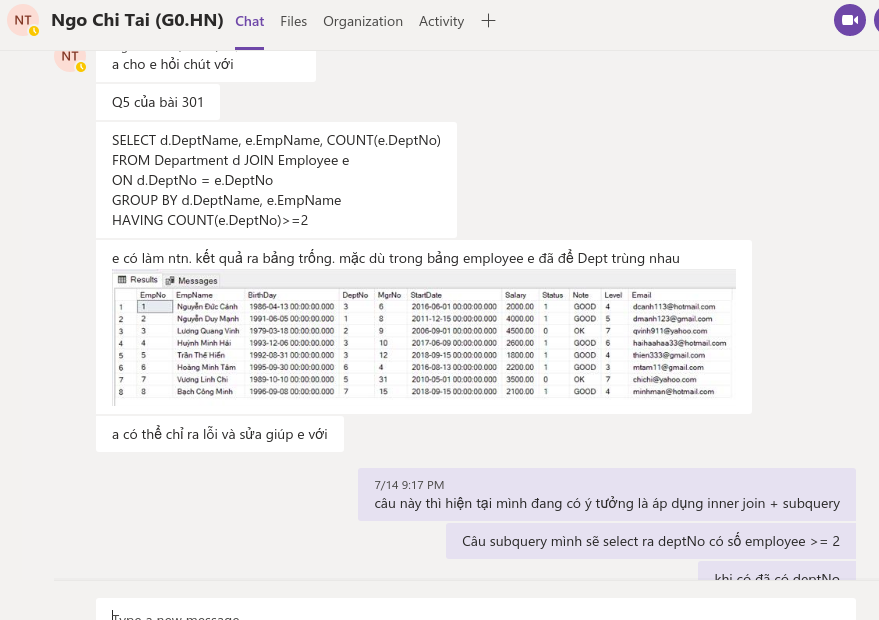 NT Ngo Chi Tai (G0.HN) Chat Files Organization Activity
NT
a cho e hỏi chút với
Q5 của bài 301
SELECT d.DeptName, e.EmpName, COUNT(e.DeptNo)
FROM Department d JOIN Employee e
ON d.DeptNo = e.DeptNo
GROUP BY d.DeptName, e.EmpName
HAVING COUNT(e.DeptNo)>=2
e có làm ntn. kết quả ra bảng trống. mặc dù trong bảng employee e đã để Dept trùng nhau
Results Messages
EmpNo EmpName BirthDay DeptNo MgrNo StartDate Salary Status Note Level Email
1 1 Nguyễn Đức Cảnh 1986-04-13 00:00:00.000 3 6 2016-06-01 00:00:00.000 2000.00 1 GOOD 4 dcanh113@hotmail.com
2 2 Nguyễn Duy Mạnh 1991-06-05 00:00:00.000 1 8 2011-12-15 00:00:00.000 4000.00 1 GOOD 5 dmanh123@gmail.com
3 3 Lương Quang Vinh 1979-03-18 00:00:00.000 2 9 2006-09-01 00:00:00.000 4500.00 0 OK 7 qvinh911@yahoo.com
4 4 Huỳnh Minh Hải 1993-12-06 00:00:00.000 3 10 2017-06-09 00:00:00.000 2600.00 1 GOOD 6 haihaahaa33@hotmail.com
5 5 Trần Thế Hiển 1992-08-31 00:00:00.000 3 12 2018-09-15 00:00:00.000 1800.00 1 GOOD 4 thien333@gmail.com
6 6 Hoàng Minh Tâm 1995-09-30 00:00:00.000 6 4 2016-08-13 00:00:00.000 2200.00 1 GOOD 3 mtam11@gmail.com
7 7 Vương Linh Chi 1989-10-10 00:00:00.000 5 31 2010-05-01 00:00:00.000 3500.00 0 OK 7 chichi@yahoo.com
8 8 Bạch Công Minh 1996-09-08 00:00:00.000 7 15 2018-09-15 00:00:00.000 2100.00 1 GOOD 4 minhman@hotmail.com
a có thể chỉ ra lỗi và sửa giúp e với
7/14 9:17 PM
câu này thì hiện tại mình đang có ý tưởng là áp dụng inner join + subquery
Câu subquery mình sẽ select ra deptNo có số employee >= 2
khi có đã có deptNo
Type a new message